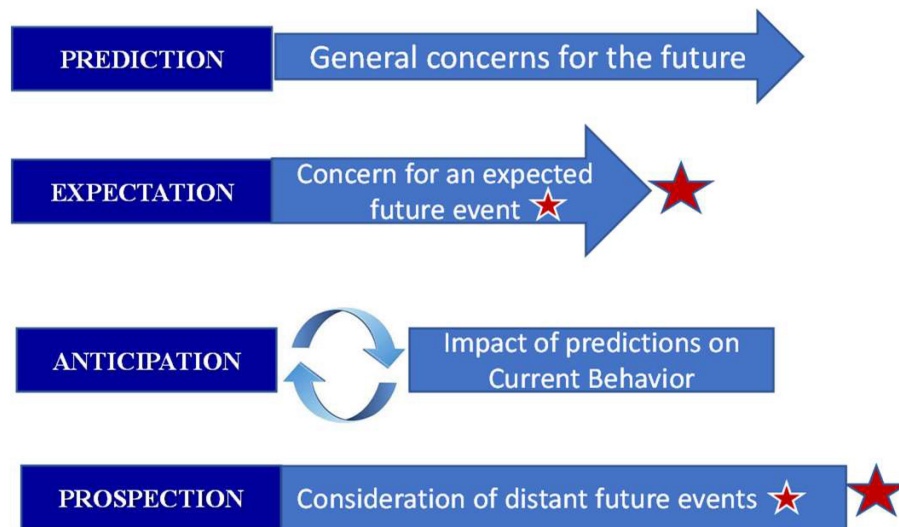 PREDICTION
General concerns for the future
EXPECTATION
Concern for an expected
future event
ANTICIPATION
Impact of predictions on
Current Behavior
PROSPECTION
Consideration of distant future events